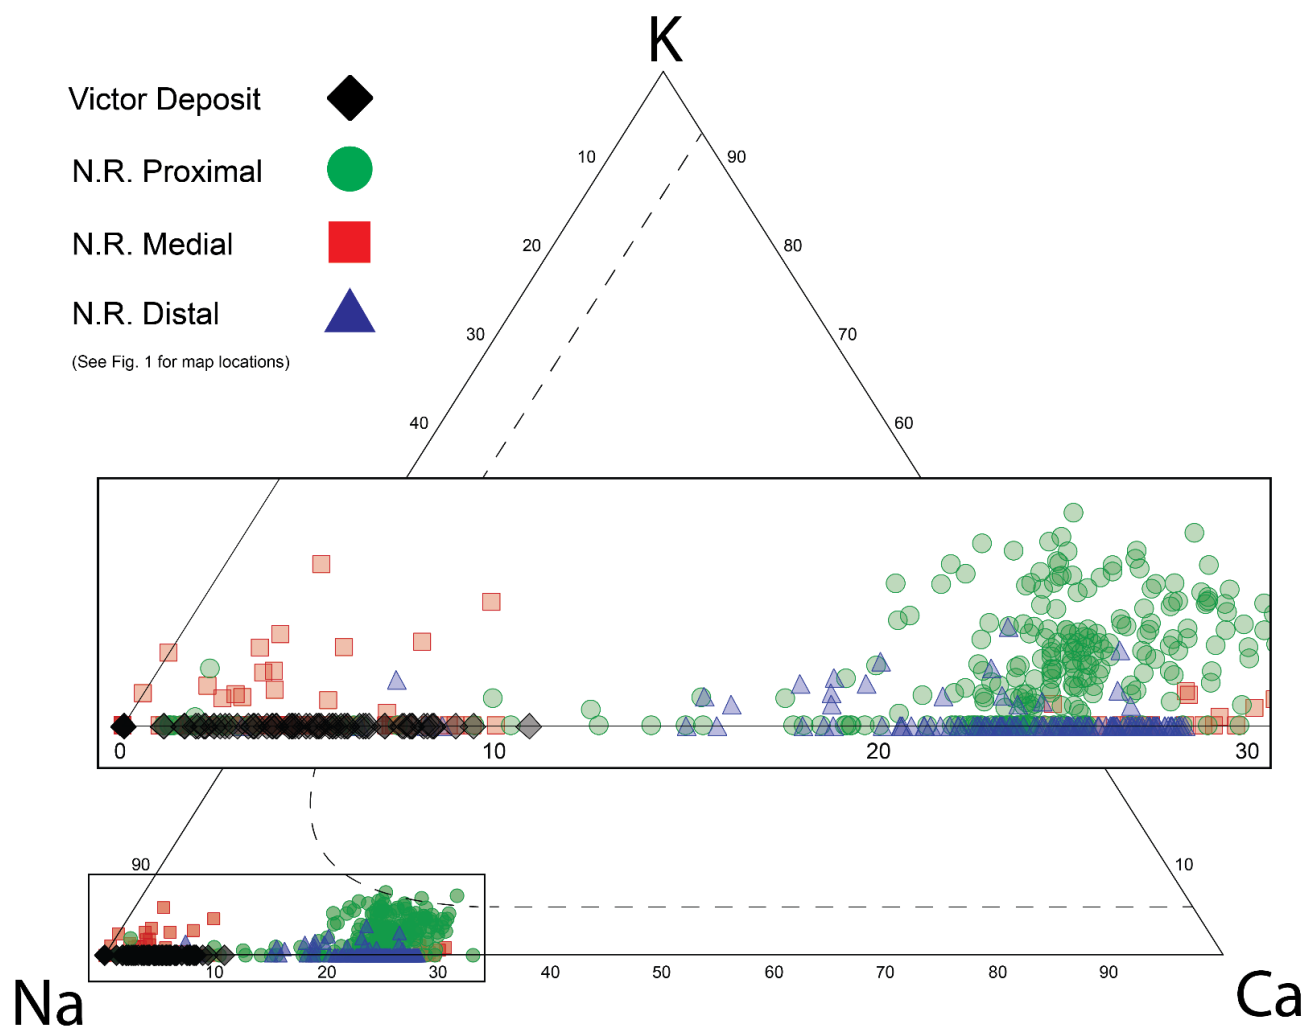 K
Victor Deposit
N.R. Proximal
N.R. Medial
N.R. Distal
(See Fig. 1 for map locations)
10 90
20 80
30 70
40 60
0 10 20 30
90 10
10 20 30 40 50 60 70 80 90
Na Ca